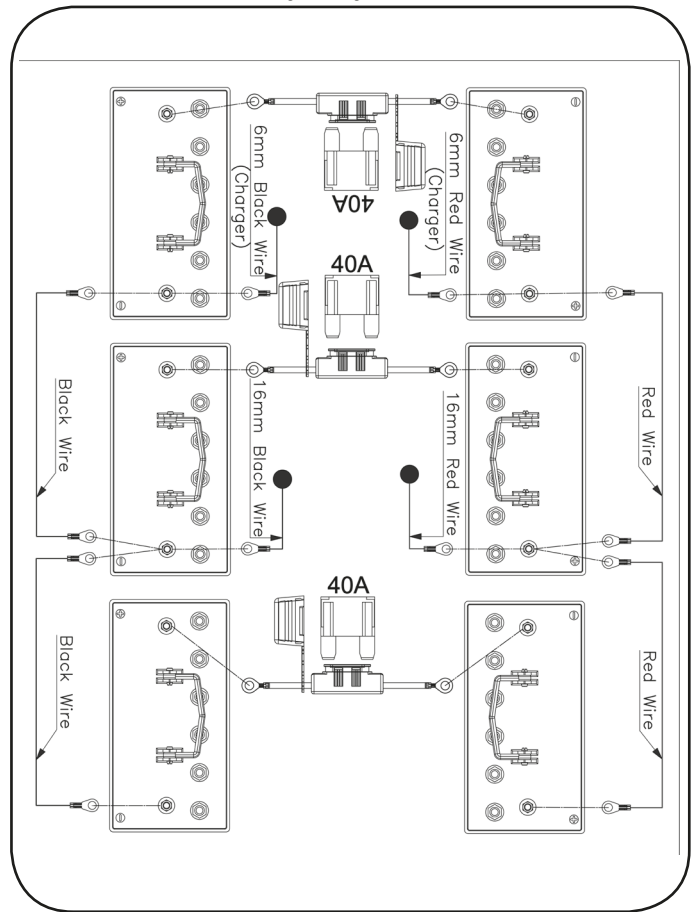 6mm Black Wire
(Charger)
40A
6mm Red Wire
(Charger)
40A
Black Wire
16mm Black Wire
16mm Red Wire
Red Wire
40A
Black Wire
Red Wire